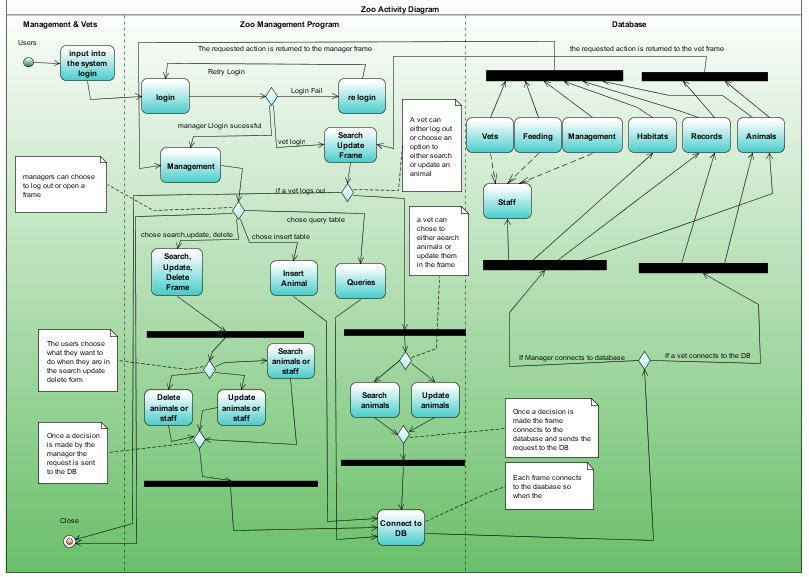 Zoo Activity Diagram
Management & Vets
Zoo Management Program
Database
Users
input into
the system
login
The requested action is returned to the manager frame
the requested action is returned to the vet frame
Retry Login
login
Login Fail
re login
manager Llogin sucessful
vet login
Search
Update
Frame
A vet can
either log out
or choose an
option to
either search
or update an
animal
Vets
Feeding
Management
Habitats
Records
Animals
Management
managers can choose
to log out or open a
frame
if a vet logs out
Staff
chose query table
chose search,update, delete
chose insert table
a vet can
chose to
either aearch
animals or
update them
in the frame
Search,
Update,
Delete
Frame
Insert
Animal
Queries
The users choose
what they want to
do when they are in
the search update
delete form
Search
animals or
staff
If Manager connects to database
If a vet connects to the DB
Delete
animals or
staff
Update
animals or
staff
Search
animals
Update
animals
Once a decision
is made the frame
connects to the
database and sends the
request to the DB
Once a decision
is made by the
manager the
request is sent
to the DB
Each frame connects
to the daabase so
when the
Close
Connect to
DB